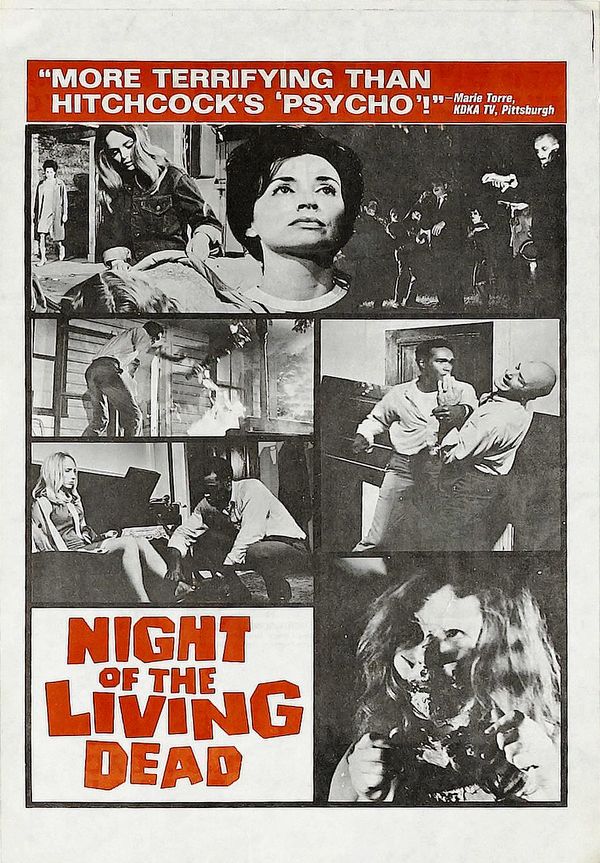 “MORE TERRIFYING THAN
HITCHCOCK'S ‘PSYCHO’!”—Marie Torre,
KDKA TV, Pittsburgh
NIGHT
OF THE
LIVING
DEAD